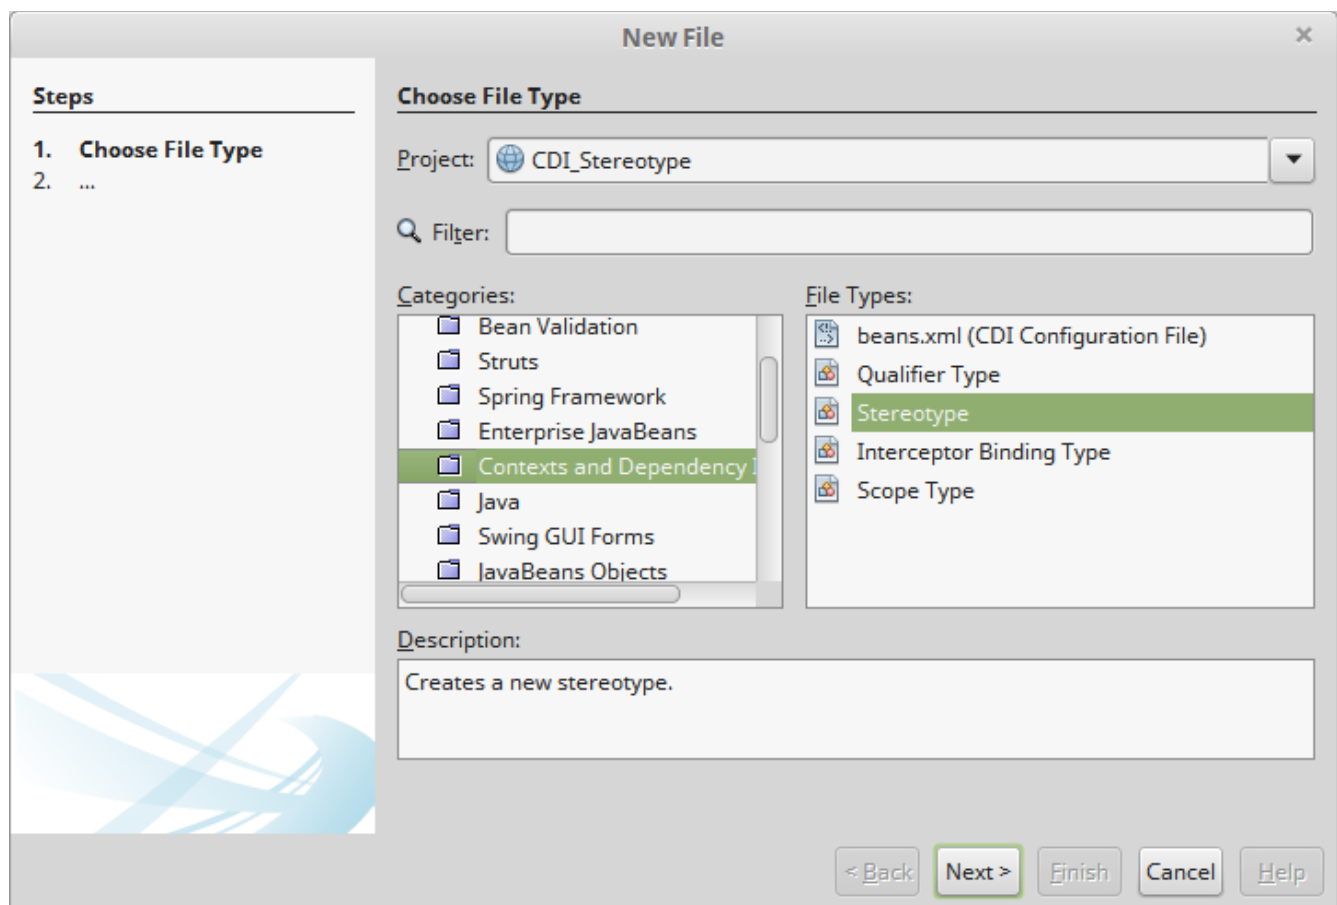 New File
Steps
1. Choose File Type
2. ...
Choose File Type
Project: CDI_Stereotype
Filter:
Categories:
Bean Validation
Struts
Spring Framework
Enterprise JavaBeans
Contexts and Dependency I
Java
Swing GUI Forms
JavaBeans Objects
File Types:
beans.xml (CDI Configuration File)
Qualifier Type
Stereotype
Interceptor Binding Type
Scope Type
Description:
Creates a new stereotype.
< Back Next > Finish Cancel Help